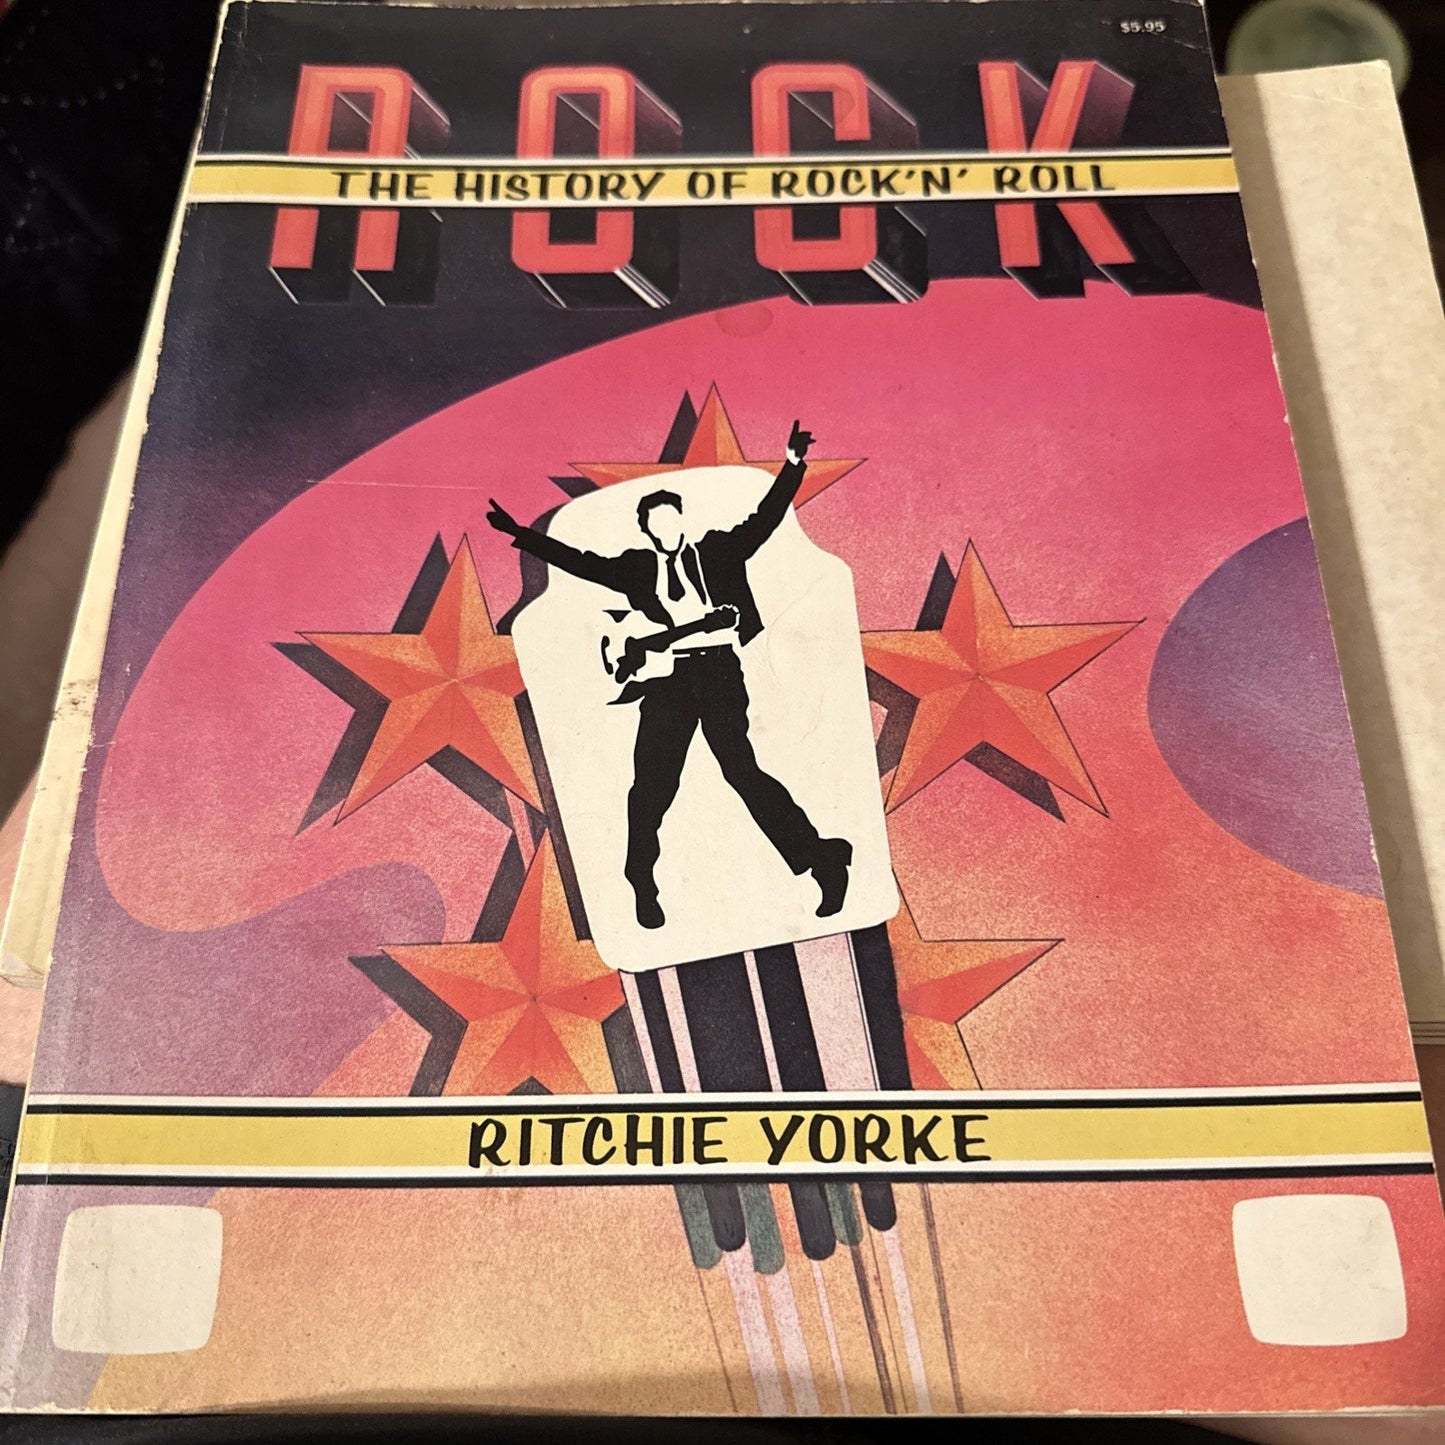 $5.95
ROCK
THE HISTORY OF ROCK'N' ROLL
RITCHIE YORKE